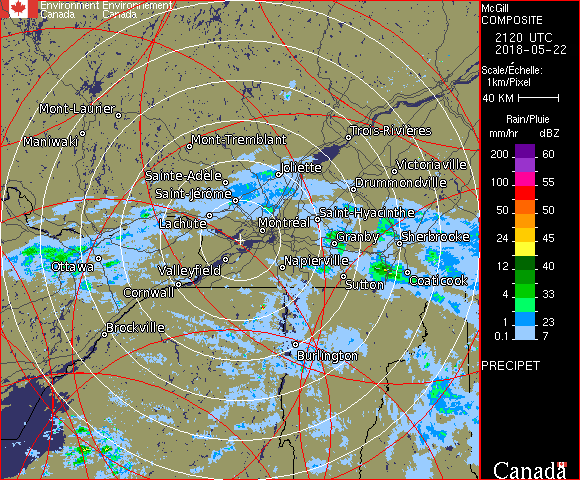 Environment Environnement
Canada Canada
McGill
COMPOSITE
2120 UTC
2018-05-22
Scale/Échelle:
1km/Pixel
40 KM
Rain/Pluie
mm/hr dBZ
200 60
100 55
50 50
24 45
12 40
4 33
1 23
0.1 7
PRECIPET
Canada
Mont-Laurier
Maniwaki
Mont-Tremblant
Trois-Rivières
Sainte-Adèle
Joliette
Victoriaville
Saint-Jérôme
Drummondville
Lachute
Montréal
Saint-Hyacinthe
Granby
Sherbrooke
Ottawa
Valleyfield
Napierville
Cornwall
Sutton
Coaticook
Brockville
Burlington